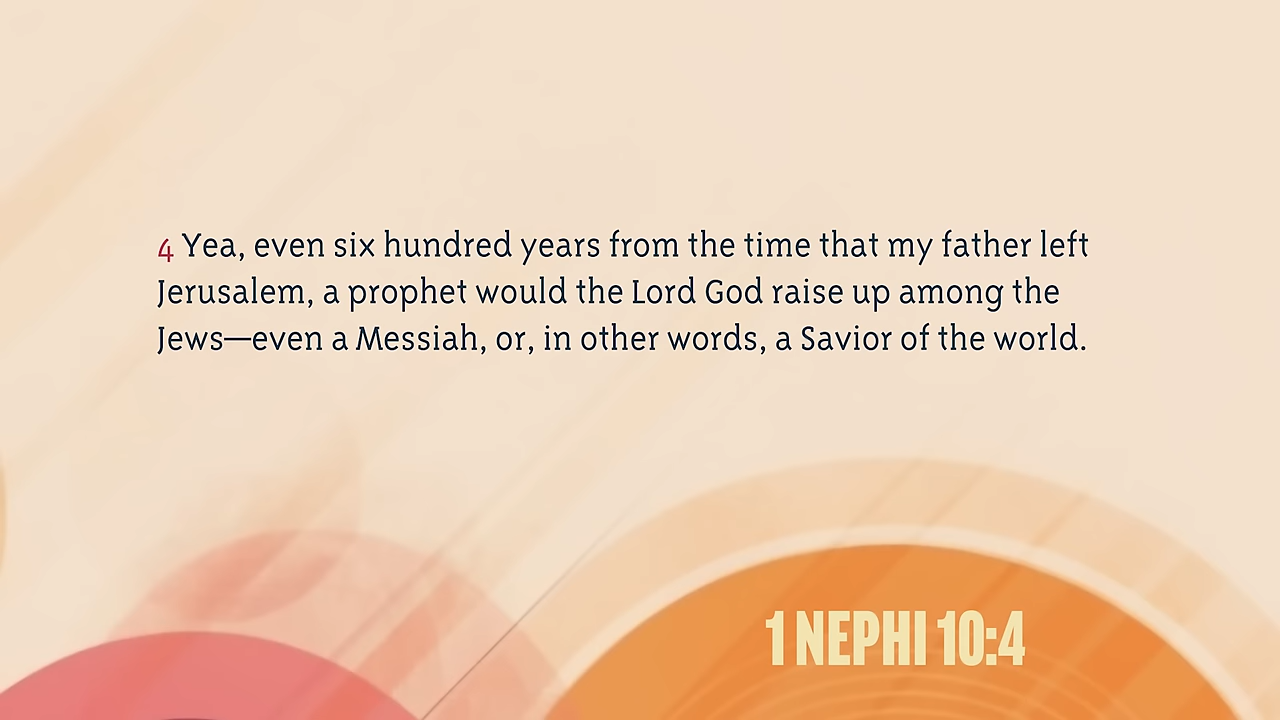 4 Yea, even six hundred years from the time that my father left
Jerusalem, a prophet would the Lord God raise up among the
Jews—even a Messiah, or, in other words, a Savior of the world.
1 NEPHI 10:4